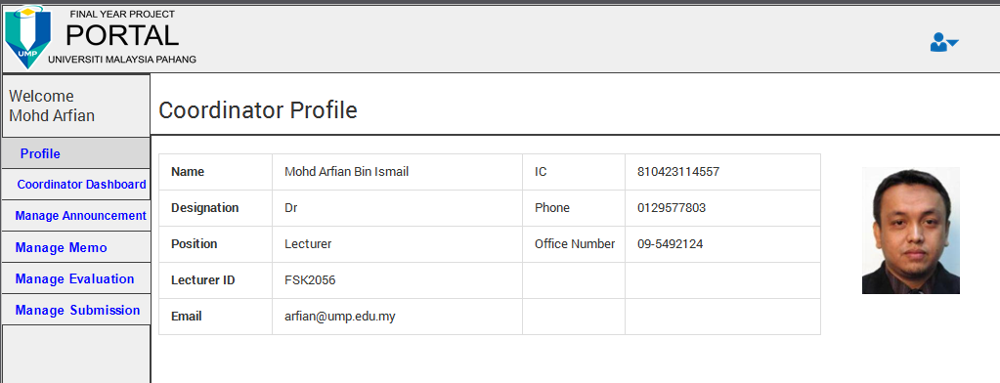 FINAL YEAR PROJECT
PORTAL
UNIVERSITI MALAYSIA PAHANG
UMP
Welcome
Mohd Arfian
Profile
Coordinator Dashboard
Manage Announcement
Manage Memo
Manage Evaluation
Manage Submission
Coordinator Profile
Name Mohd Arfian Bin Ismail IC 810423114557
Designation Dr Phone 0129577803
Position Lecturer Office Number 09-5492124
Lecturer ID FSK2056
Email arfian@ump.edu.my